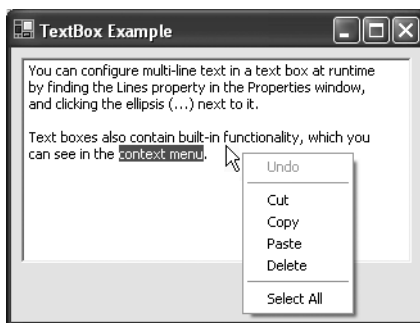 TextBox Example
You can configure multi-line text in a text box at runtime
by finding the Lines property in the Properties window,
and clicking the ellipsis (...) next to it.
Text boxes also contain built-in functionality, which you
can see in the context menu.
Undo
Cut
Copy
Paste
Delete
Select All